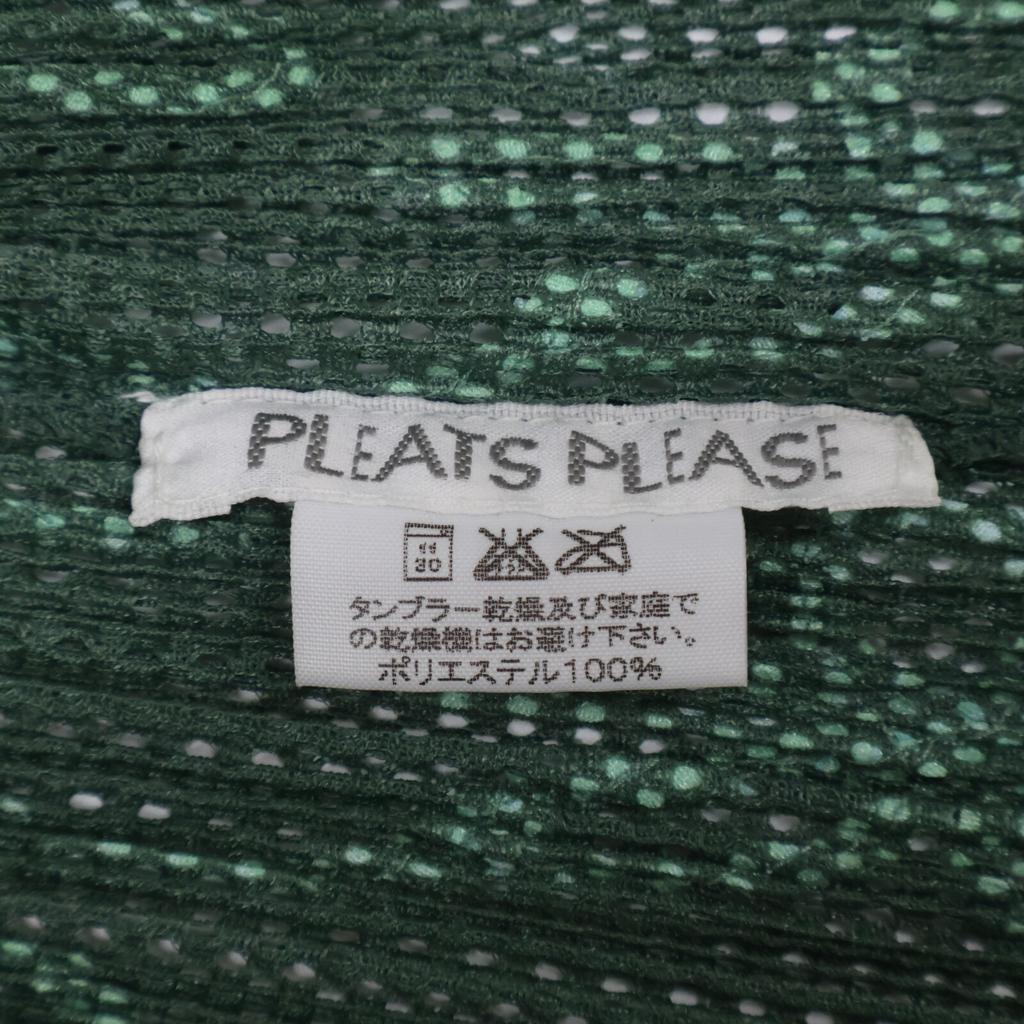 PLEATS PLEASE
タンブラー乾燥及び家庭で
の乾燥機はお避け下さい。
ポリエステル100%